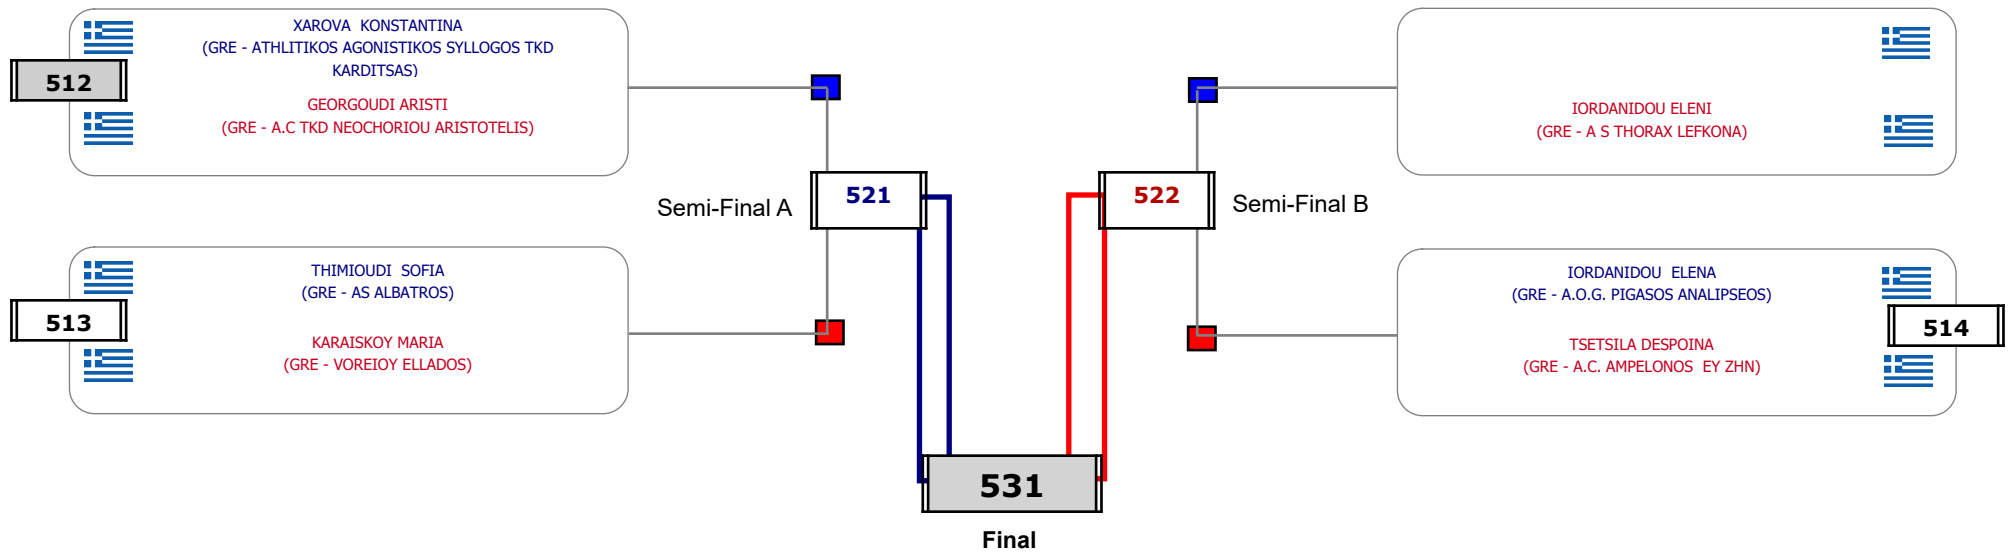 XAROVA  KONSTANTINA
(GRE - ATHLITIKOS AGONISTIKOS SYLLOGOS TKD
KARDITSAS)
512
GEORGOUDI ARISTI
(GRE - A.C TKD NEOCHORIOU ARISTOTELIS)
IORDANIDOU ELENI
(GRE - A S THORAX LEFKONA)
Semi-Final A
521
522
Semi-Final B
THIMIOUDI  SOFIA
(GRE - AS ALBATROS)
513
KARAISKOY MARIA
(GRE - VOREIOY ELLADOS)
IORDANIDOU  ELENA
(GRE - A.O.G. PIGASOS ANALIPSEOS)
514
TSETSILA DESPOINA
(GRE - A.C. AMPELONOS  EY ZHN)
531
Final